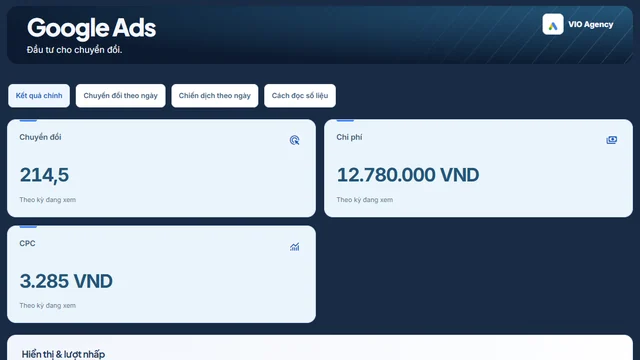 Google Ads
Đầu tư cho chuyển đổi.
VIO Agency
Kết quả chính
Chuyển đổi theo ngày
Chiến dịch theo ngày
Cách đọc số liệu
Chuyển đổi
214,5
Theo kỳ đang xem
Chi phí
12.780.000 VND
Theo kỳ đang xem
CPC
3.285 VND
Theo kỳ đang xem
Hiển thị & lượt nhấp